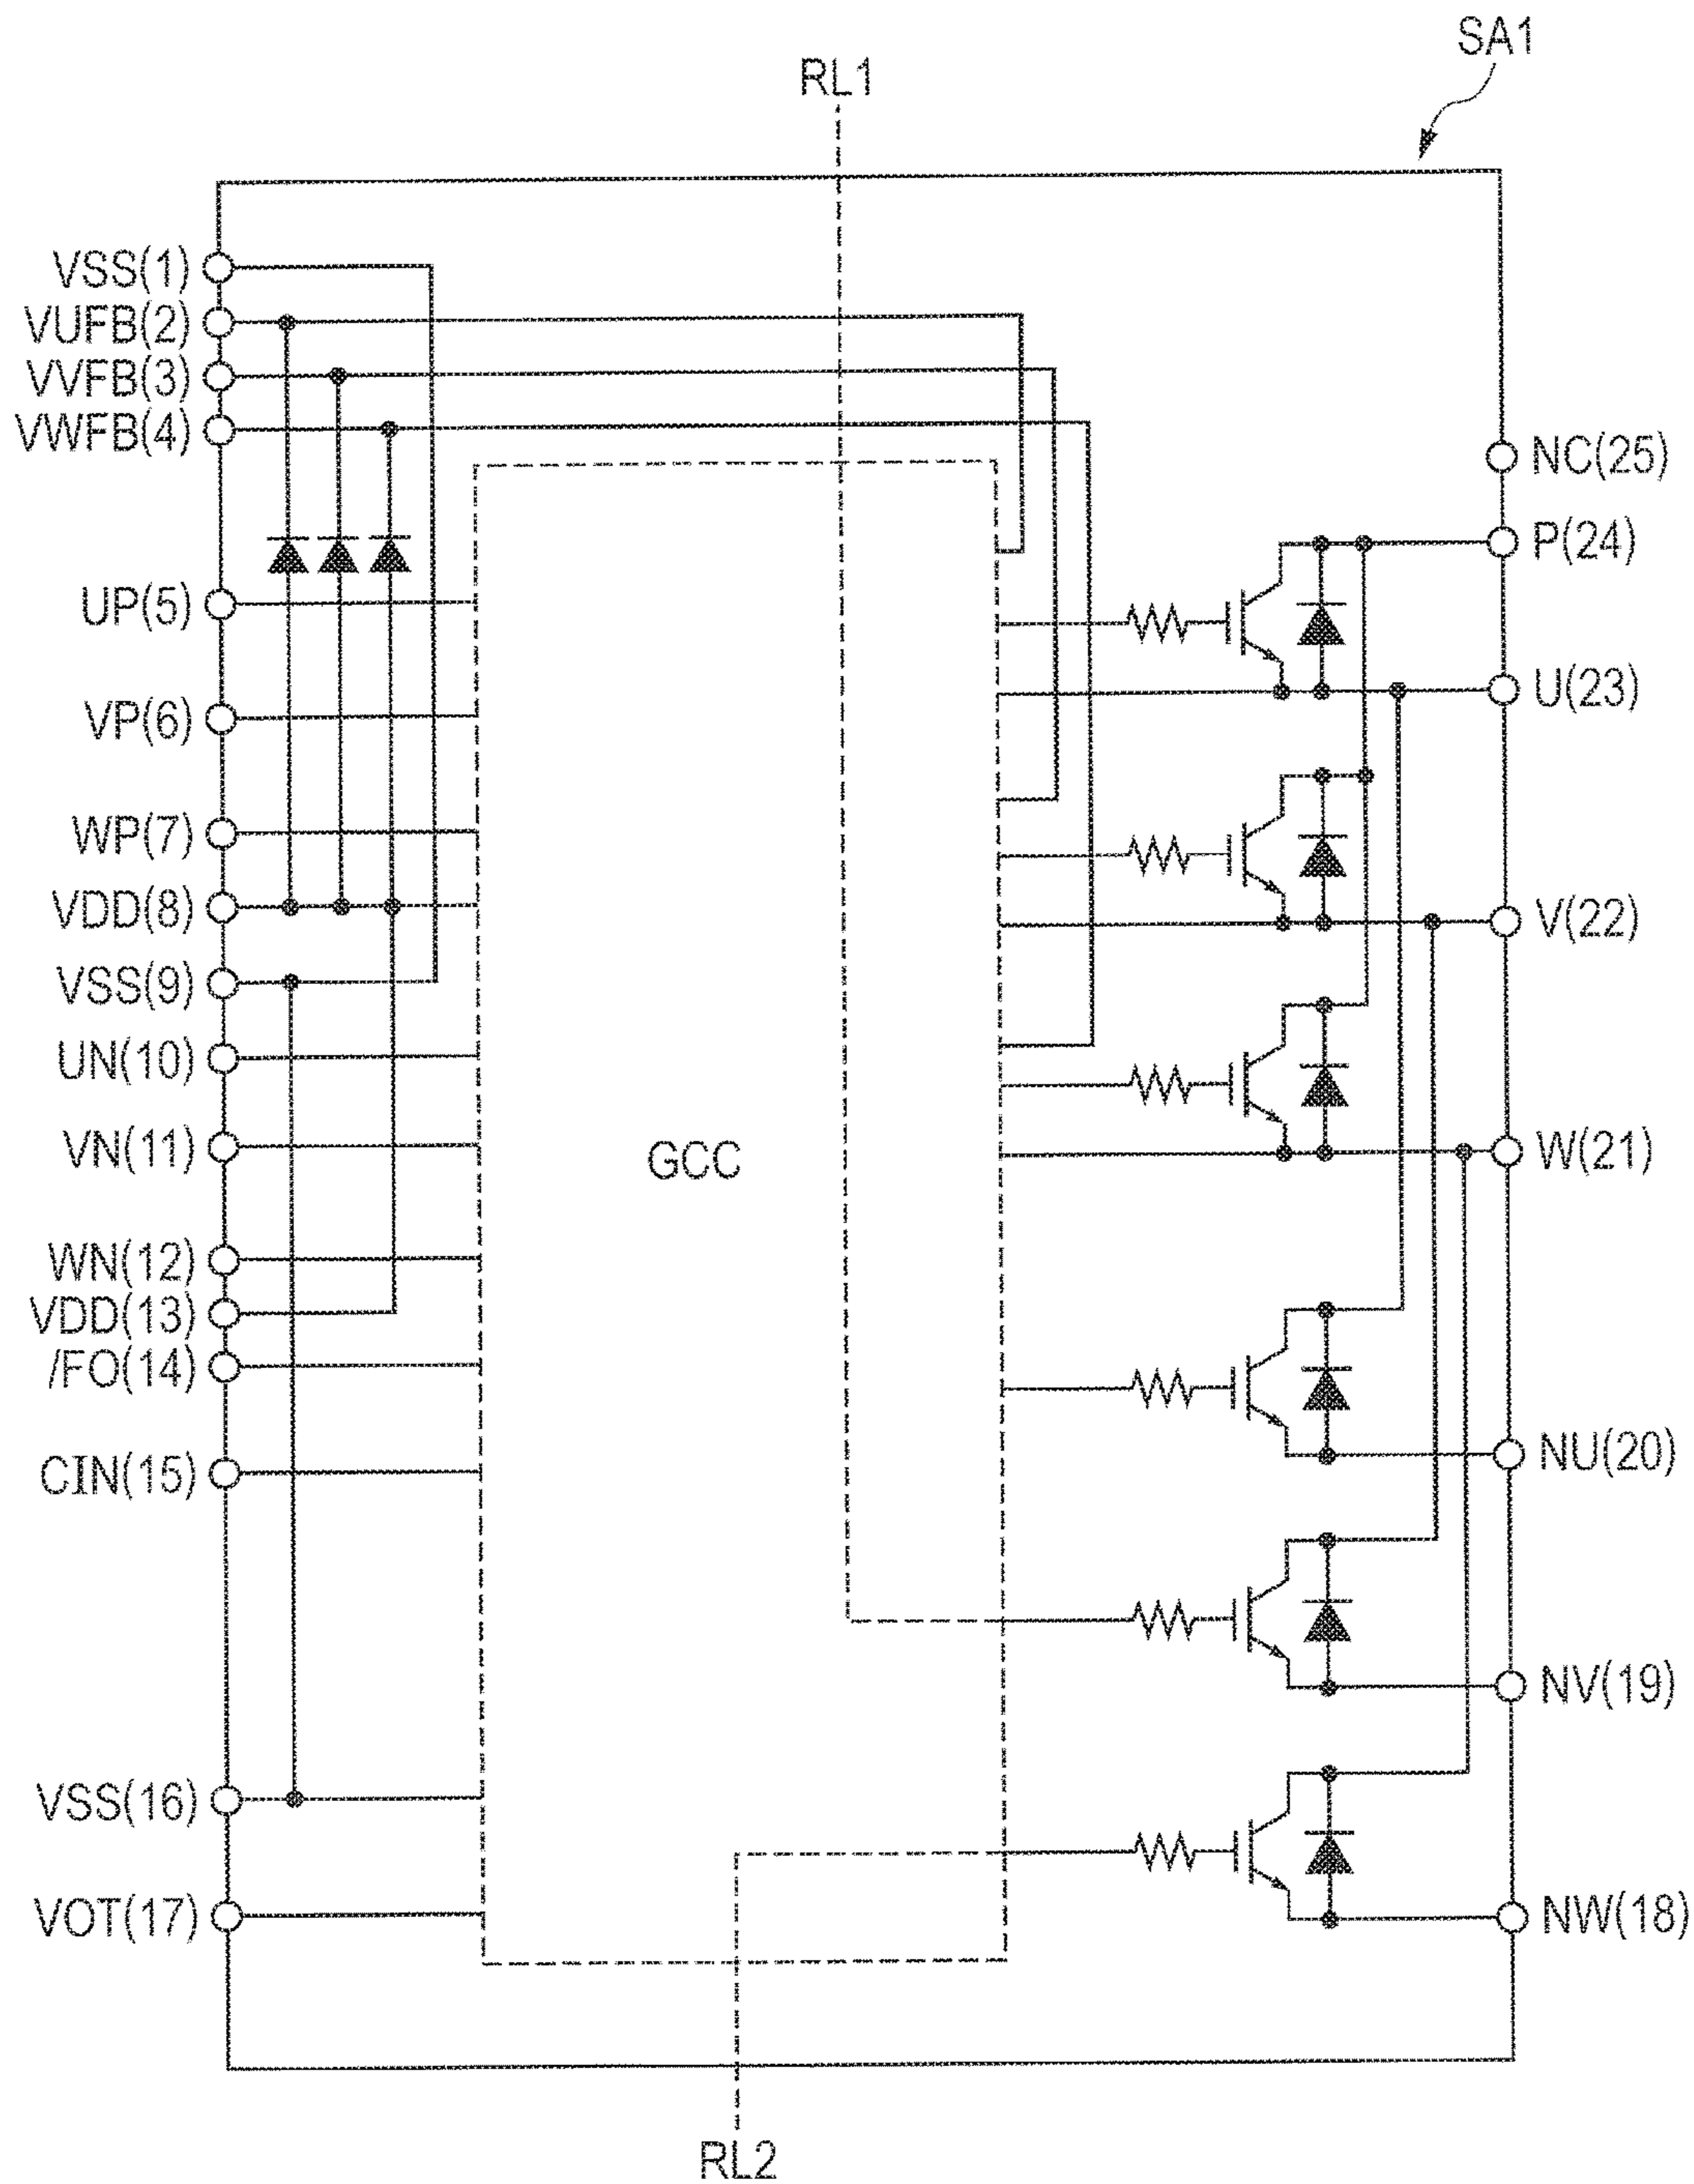 SA1
RL1
VSS(1)
VUFB(2)
VVFB(3)
VWFB(4)
NC(25)
P(24)
UP(5)
U(23)
VP(6)
WP(7)
VDD(8)
V(22)
VSS(9)
UN(10)
VN(11)
GCC
W(21)
WN(12)
VDD(13)
/FO(14)
NU(20)
CIN(15)
NV(19)
VSS(16)
VOT(17)
NW(18)
RL2